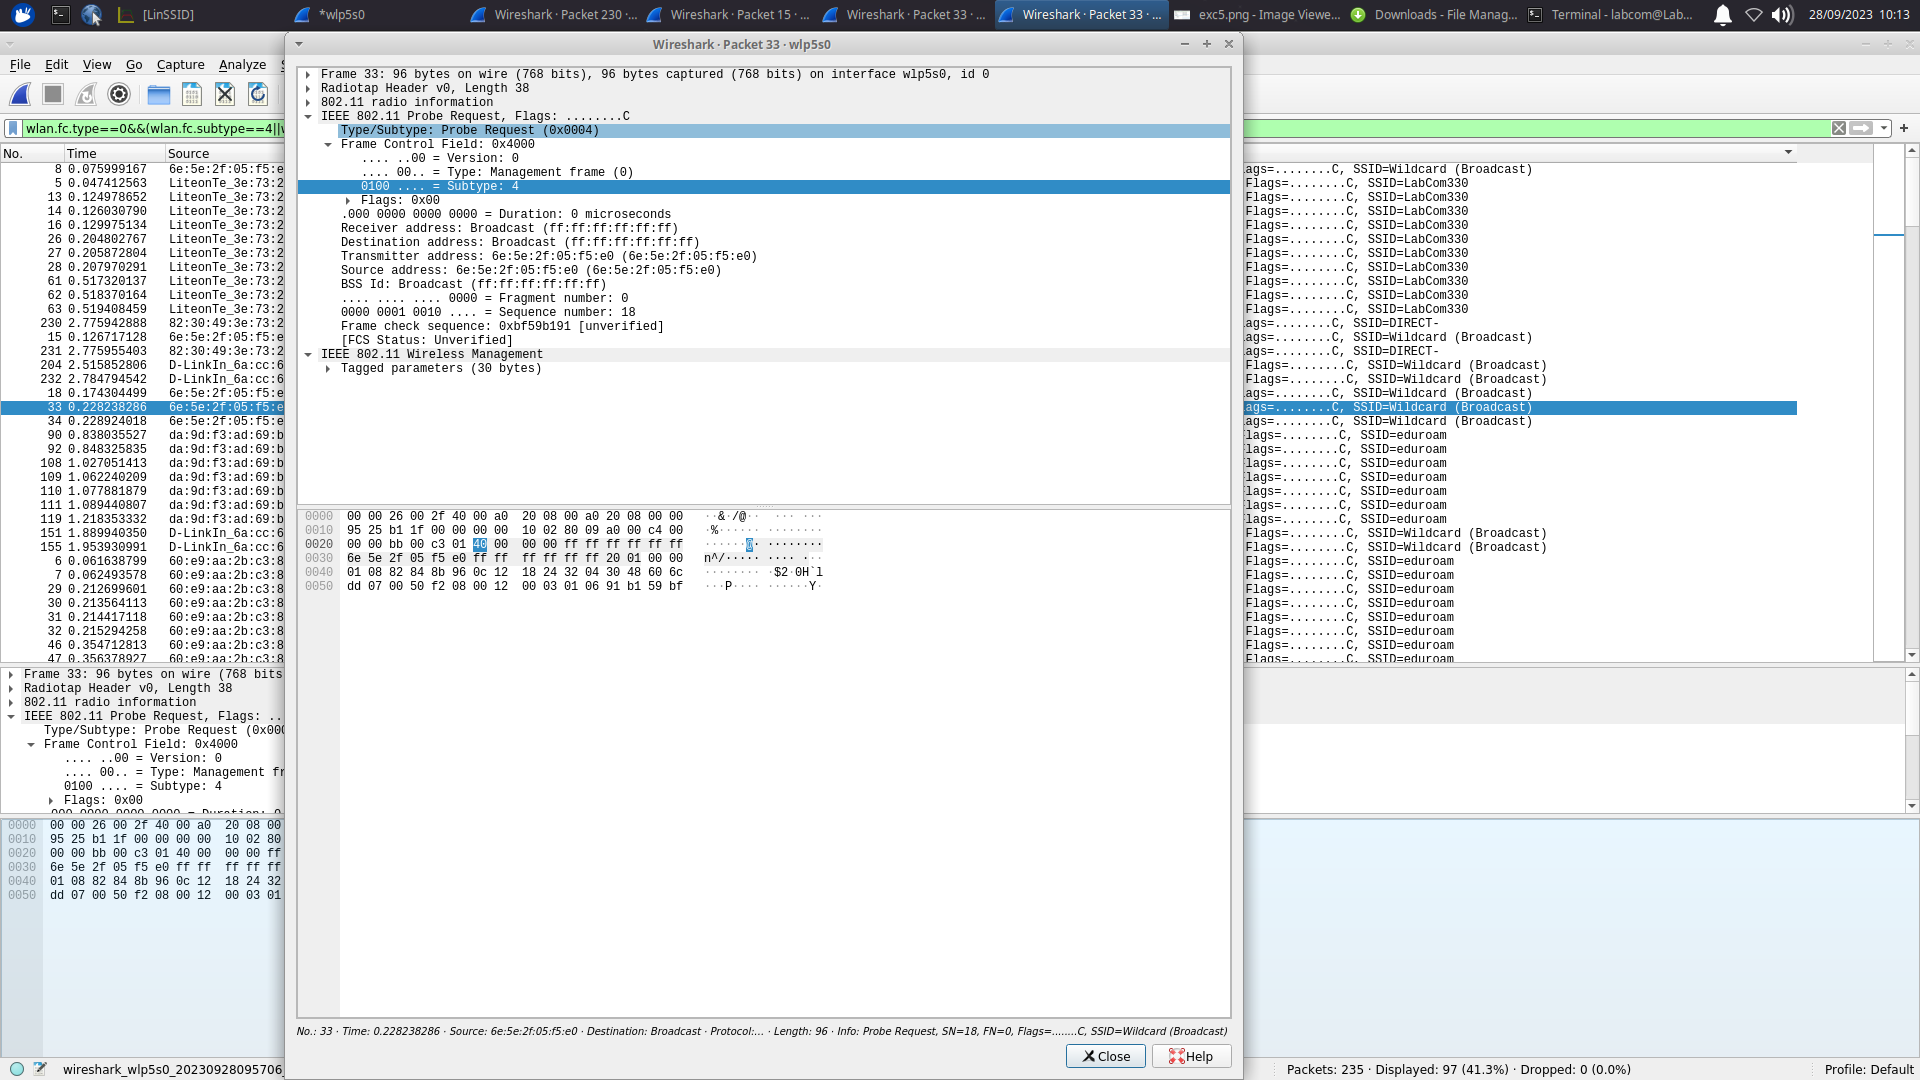 [LinSSID]
*wlp5s0
Wireshark · Packet 230 ·...
Wireshark · Packet 15 · ...
Wireshark · Packet 33 · ...
Wireshark · Packet 33 · ...
exc5.png - Image Viewe...
Downloads - File Manag...
Terminal - labcom@Lab...
28/09/2023 10:13
Wireshark · Packet 33 · wlp5s0
File Edit View Go Capture Analyze
wlan.fc.type==0&&(wlan.fc.subtype==4||
No. Time Source
8 0.075999167 6e:5e:2f:05:f5:e
5 0.047412563 LiteonTe_3e:73:2
13 0.124978652 LiteonTe_3e:73:2
14 0.126030790 LiteonTe_3e:73:2
16 0.129975134 LiteonTe_3e:73:2
26 0.204802767 LiteonTe_3e:73:2
27 0.205872804 LiteonTe_3e:73:2
28 0.207970291 LiteonTe_3e:73:2
61 0.517320137 LiteonTe_3e:73:2
62 0.518370164 LiteonTe_3e:73:2
63 0.519408459 LiteonTe_3e:73:2
230 2.775942888 82:30:49:3e:73:2
15 0.126717128 6e:5e:2f:05:f5:e
231 2.775955403 82:30:49:3e:73:2
204 2.515852806 D-LinkIn_6a:cc:6
232 2.784794542 D-LinkIn_6a:cc:6
18 0.174304499 6e:5e:2f:05:f5:e
33 0.228238286 6e:5e:2f:05:f5:e
34 0.228924018 6e:5e:2f:05:f5:e
90 0.838035527 da:9d:f3:ad:69:b
92 0.848325835 da:9d:f3:ad:69:b
108 1.027051413 da:9d:f3:ad:69:b
109 1.062240209 da:9d:f3:ad:69:b
110 1.077881879 da:9d:f3:ad:69:b
111 1.089440807 da:9d:f3:ad:69:b
119 1.218353332 da:9d:f3:ad:69:b
151 1.889940350 D-LinkIn_6a:cc:6
155 1.953930991 D-LinkIn_6a:cc:6
6 0.061638799 60:e9:aa:2b:c3:8
7 0.062493578 60:e9:aa:2b:c3:8
29 0.212699601 60:e9:aa:2b:c3:8
30 0.213564113 60:e9:aa:2b:c3:8
31 0.214417118 60:e9:aa:2b:c3:8
32 0.215294258 60:e9:aa:2b:c3:8
46 0.354712813 60:e9:aa:2b:c3:8
47 0.356378927 60:e9:aa:2b:c3:8
Frame 33: 96 bytes on wire (768 bits
Radiotap Header v0, Length 38
802.11 radio information
IEEE 802.11 Probe Request, Flags: ..
Type/Subtype: Probe Request (0x000
Frame Control Field: 0x4000
.... ..00 = Version: 0
.... 00.. = Type: Management fr
0100 .... = Subtype: 4
Flags: 0x00
.000 0000 0000 0000 = Duration: 0
0000 00 00 26 00 2f 40 00 a0 20 08 00
0010 95 25 b1 1f 00 00 00 00 10 02 80
0020 00 00 bb 00 c3 01 40 00 00 00 ff
0030 6e 5e 2f 05 f5 e0 ff ff ff ff ff
0040 01 08 82 84 8b 96 0c 12 18 24 32
0050 dd 07 00 50 f2 08 00 12 00 03 01
Frame 33: 96 bytes on wire (768 bits), 96 bytes captured (768 bits) on interface wlp5s0, id 0
Radiotap Header v0, Length 38
802.11 radio information
IEEE 802.11 Probe Request, Flags: ........C
Type/Subtype: Probe Request (0x0004)
Frame Control Field: 0x4000
.... ..00 = Version: 0
.... 00.. = Type: Management frame (0)
0100 .... = Subtype: 4
Flags: 0x00
.000 0000 0000 0000 = Duration: 0 microseconds
Receiver address: Broadcast (ff:ff:ff:ff:ff:ff)
Destination address: Broadcast (ff:ff:ff:ff:ff:ff)
Transmitter address: 6e:5e:2f:05:f5:e0 (6e:5e:2f:05:f5:e0)
Source address: 6e:5e:2f:05:f5:e0 (6e:5e:2f:05:f5:e0)
BSS Id: Broadcast (ff:ff:ff:ff:ff:ff)
.... .... .... 0000 = Fragment number: 0
0000 0001 0010 .... = Sequence number: 18
Frame check sequence: 0xbf59b191 [unverified]
[FCS Status: Unverified]
IEEE 802.11 Wireless Management
Tagged parameters (30 bytes)
0000 00 00 26 00 2f 40 00 a0 20 08 00 a0 20 08 00 00 ··&·/@·· ··· ···
0010 95 25 b1 1f 00 00 00 00 10 02 80 09 a0 00 c4 00 ·%······ ········
0020 00 00 bb 00 c3 01 40 00 00 00 ff ff ff ff ff ff ······@· ········
0030 6e 5e 2f 05 f5 e0 ff ff ff ff ff ff 20 01 00 00 n^/····· ···· ···
0040 01 08 82 84 8b 96 0c 12 18 24 32 04 30 48 60 6c ········ ·$2·0H`l
0050 dd 07 00 50 f2 08 00 12 00 03 01 06 91 b1 59 bf ···P···· ······Y·
No.: 33 · Time: 0.228238286 · Source: 6e:5e:2f:05:f5:e0 · Destination: Broadcast · Protocol:... · Length: 96 · Info: Probe Request, SN=18, FN=0, Flags=........C, SSID=Wildcard (Broadcast)
Close Help
lags=........C, SSID=Wildcard (Broadcast)
Flags=........C, SSID=LabCom330
Flags=........C, SSID=LabCom330
Flags=........C, SSID=LabCom330
Flags=........C, SSID=LabCom330
Flags=........C, SSID=LabCom330
Flags=........C, SSID=LabCom330
Flags=........C, SSID=LabCom330
Flags=........C, SSID=LabCom330
Flags=........C, SSID=LabCom330
Flags=........C, SSID=LabCom330
lags=........C, SSID=DIRECT-
lags=........C, SSID=Wildcard (Broadcast)
lags=........C, SSID=DIRECT-
Flags=........C, SSID=Wildcard (Broadcast)
Flags=........C, SSID=Wildcard (Broadcast)
lags=........C, SSID=Wildcard (Broadcast)
lags=........C, SSID=Wildcard (Broadcast)
lags=........C, SSID=Wildcard (Broadcast)
Flags=........C, SSID=eduroam
Flags=........C, SSID=eduroam
Flags=........C, SSID=eduroam
Flags=........C, SSID=eduroam
Flags=........C, SSID=eduroam
Flags=........C, SSID=eduroam
Flags=........C, SSID=eduroam
Flags=........C, SSID=Wildcard (Broadcast)
Flags=........C, SSID=Wildcard (Broadcast)
Flags=........C, SSID=eduroam
Flags=........C, SSID=eduroam
Flags=........C, SSID=eduroam
Flags=........C, SSID=eduroam
Flags=........C, SSID=eduroam
Flags=........C, SSID=eduroam
Flags=........C, SSID=eduroam
Flags=........C, SSID=eduroam
wireshark_wlp5s0_20230928095706
Packets: 235 · Displayed: 97 (41.3%) · Dropped: 0 (0.0%)
Profile: Default